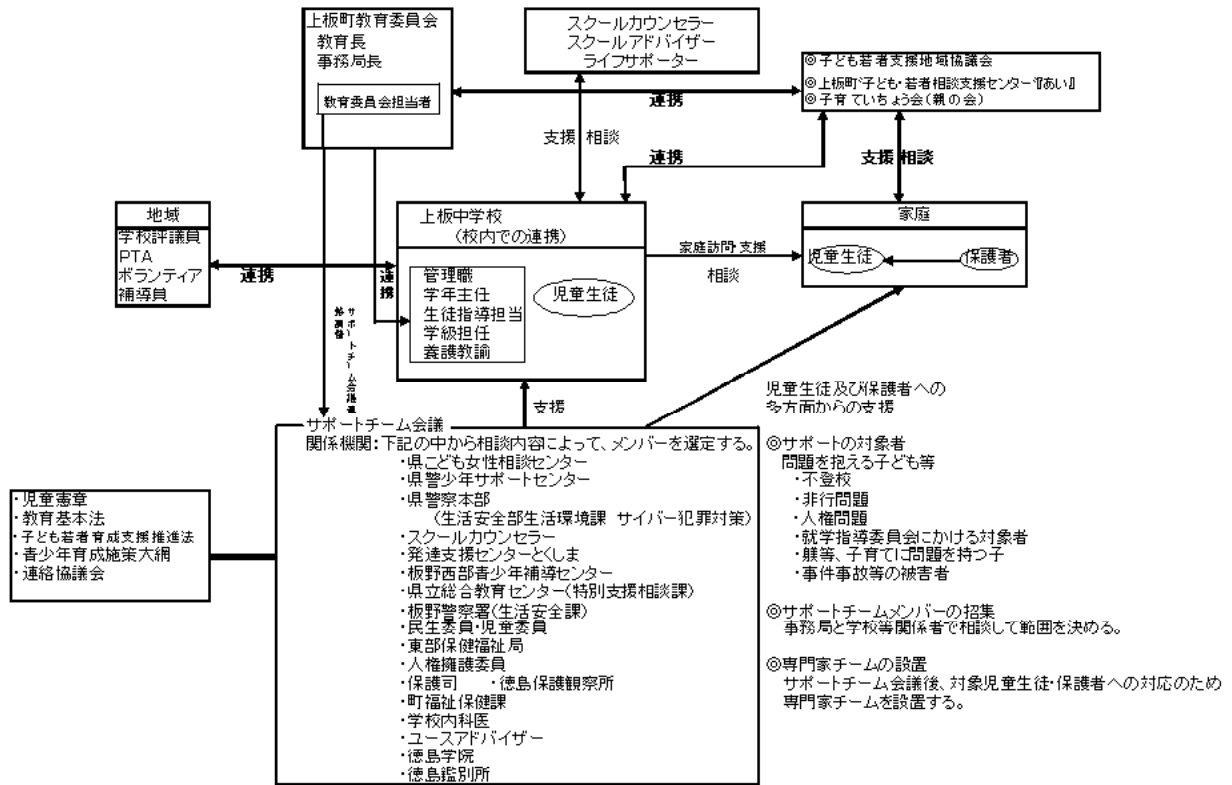 上板町教育委員会
教育長
事務局長
教育委員会担当者
スクールカウンセラー
スクールアドバイザー
ライフサポーター
◎子ども若者支援地域協議会
◎上板町子ども・若者相談支援センター『あい』
◎子育ていちょう会(親の会)
連携
支援 相談
連携
支援 相談
地域
学校評議員
PTA
ボランティア
補導員
連携
連携
上板中学校
(校内での連携)
管理職
学年主任
生徒指導担当
学級担任
養護教諭
児童生徒
家庭訪問・支援
相談
家庭
児童生徒
保護者
サポートチーム会議
支援
児童生徒及び保護者への
多方面からの支援
サポートチーム会議
関係機関:下記の中から相談内容によって、メンバーを選定する。
・県こども女性相談センター
・県警少年サポートセンター
・県警察本部
(生活安全部生活環境課 サイバー犯罪対策)
・スクールカウンセラー
・発達支援センターとくしま
・板野西部青少年補導センター
・県立総合教育センター(特別支援相談課)
・板野警察署(生活安全課)
・民生委員・児童委員
・東部保健福祉局
・人権擁護委員
・保護司 ・徳島保護観察所
・町福祉保健課
・学校内科医
・ユースアドバイザー
・徳島学院
・徳島鑑別所
・児童憲章
・教育基本法
・子ども若者育成支援推進法
・青少年育成施策大綱
・連絡協議会
◎サポートの対象者
問題を抱える子ども等
・不登校
・非行問題
・人権問題
・就学指導委員会にかける対象者
・躾等、子育てに問題を持つ子
・事件事故等の被害者
◎サポートチームメンバーの招集
事務局と学校等関係者で相談して範囲を決める。
◎専門家チームの設置
サポートチーム会議後、対象児童生徒・保護者への対応のため
専門家チームを設置する。